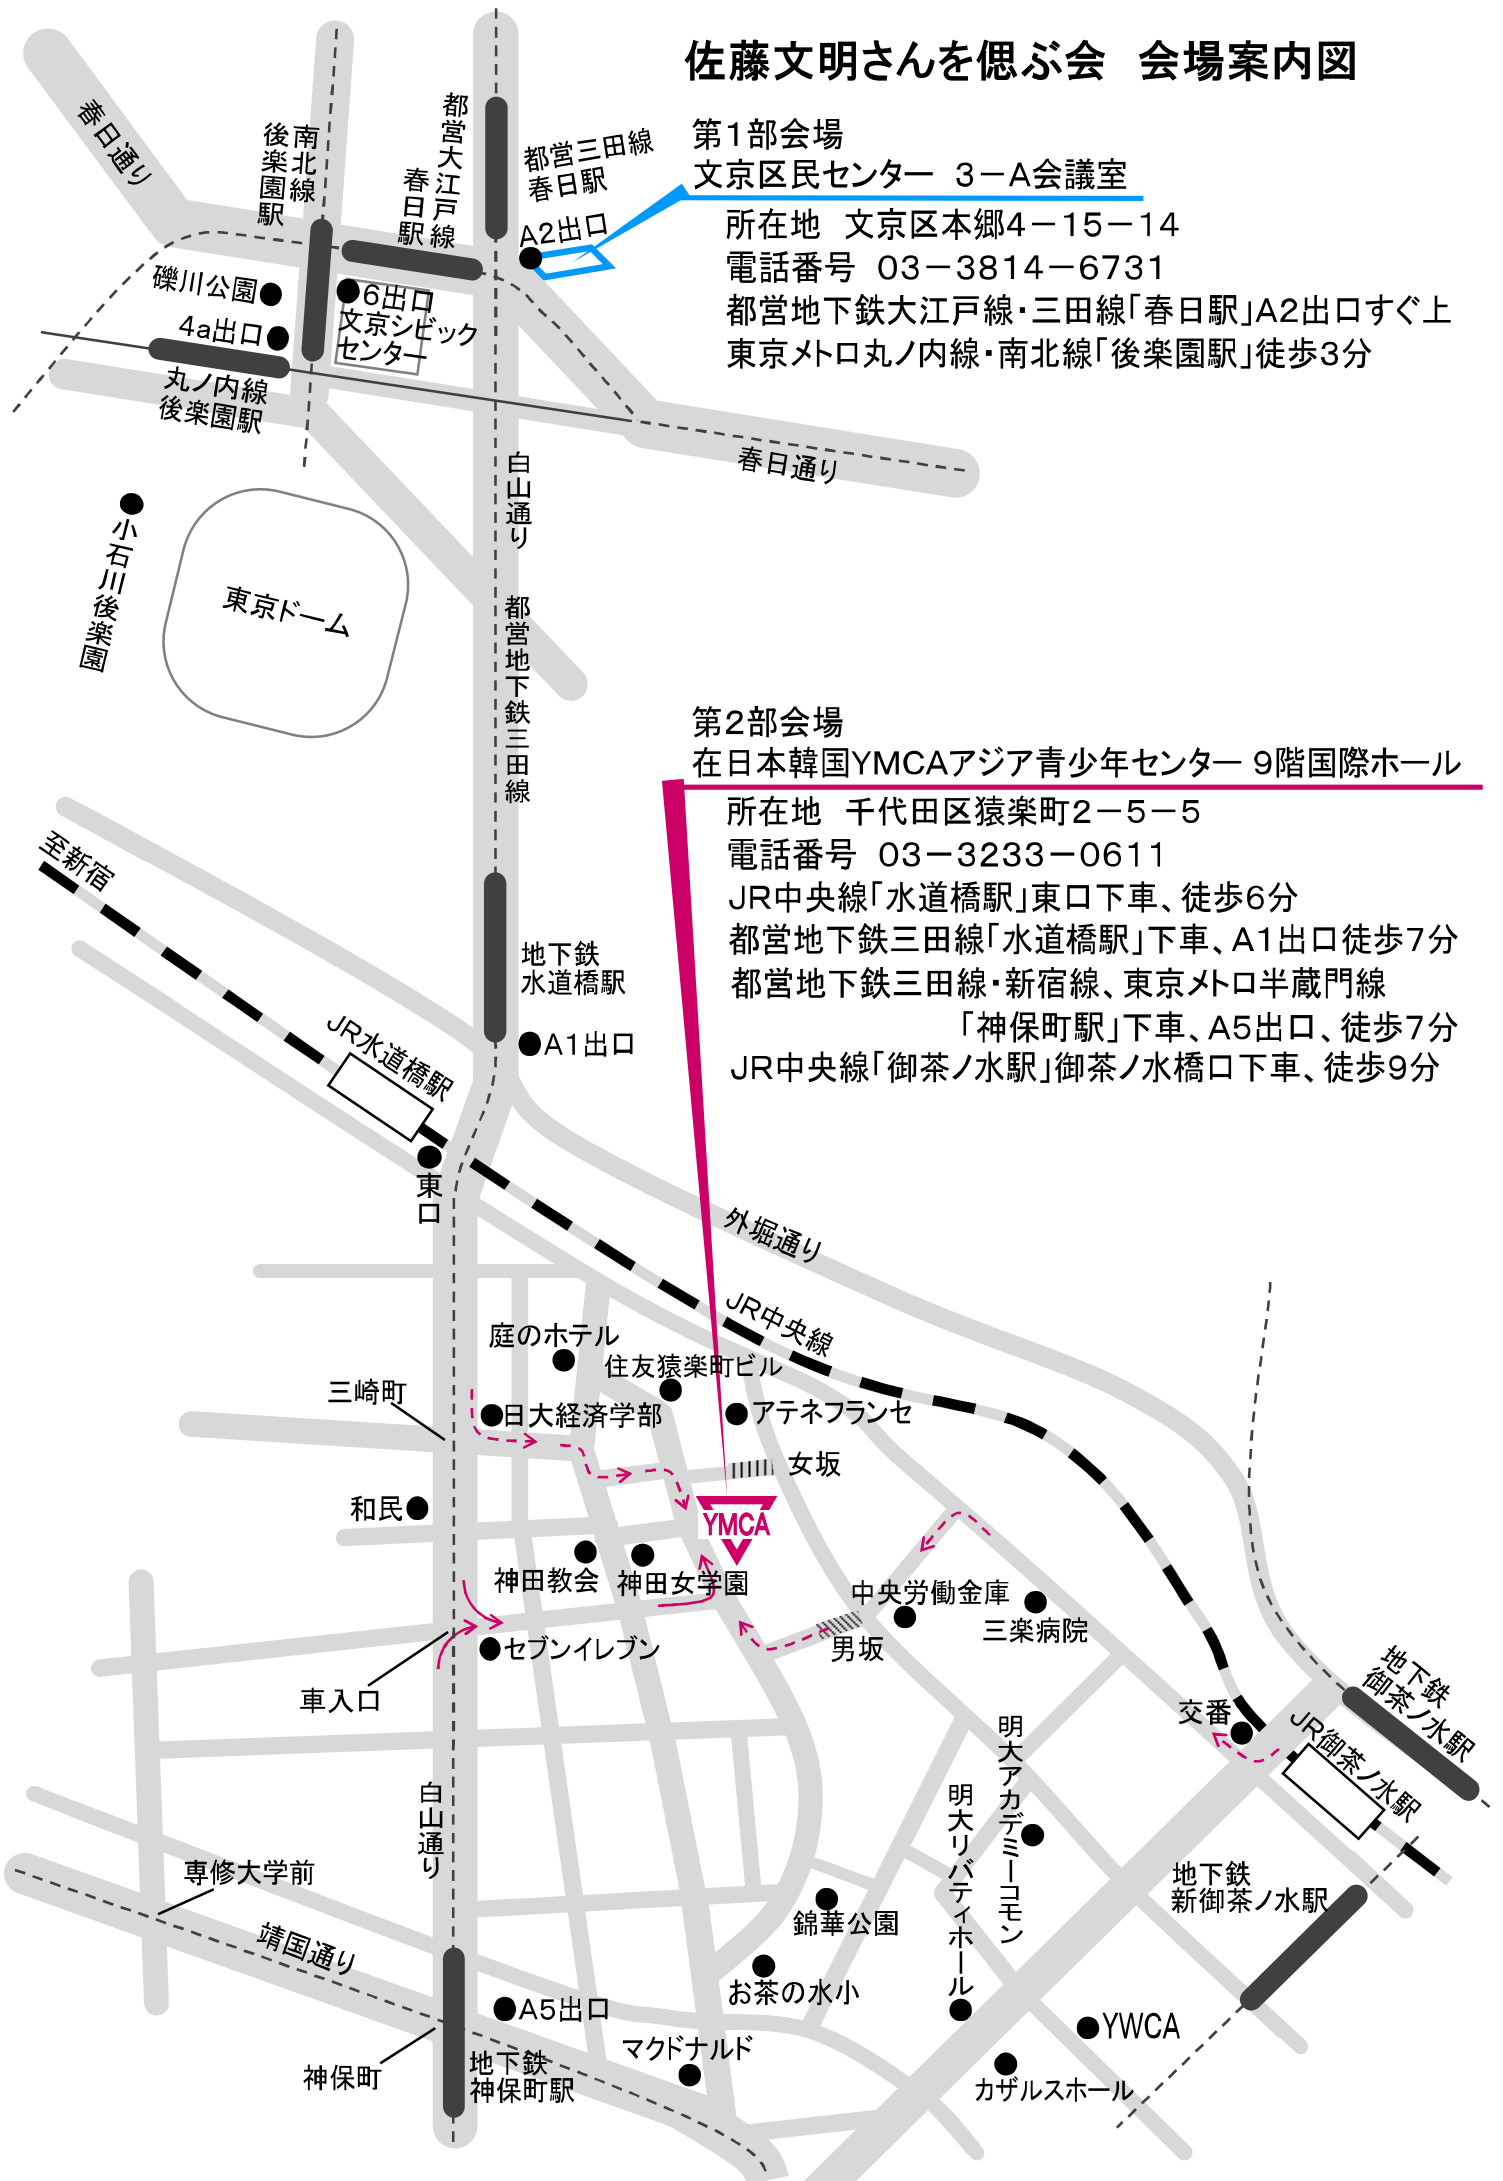 佐藤文明さんを偲ぶ会　会場案内図
第1部会場
文京区民センター　3－A会議室
所在地　文京区本郷4－15－14
電話番号　03－3814－6731
都営地下鉄大江戸線・三田線「春日駅」A2出口すぐ上
東京メトロ丸ノ内線・南北線「後楽園駅」徒歩3分
春日通り
南北線
後楽園駅
都営大江戸線
春日駅
都営三田線
春日駅
A2出口
礫川公園
4a出口
6出口
文京シビック
センター
丸ノ内線
後楽園駅
春日通り
白山通り
小石川後楽園
東京ドーム
都営地下鉄三田線
第2部会場
在日本韓国YMCAアジア青少年センター 9階国際ホール
所在地　千代田区猿楽町2－5－5
電話番号　03－3233－0611
JR中央線「水道橋駅」東口下車、徒歩6分
都営地下鉄三田線「水道橋駅」下車、A1出口徒歩7分
都営地下鉄三田線・新宿線、東京メトロ半蔵門線
「神保町駅」下車、A5出口、徒歩7分
JR中央線「御茶ノ水駅」御茶ノ水橋口下車、徒歩9分
至新宿
地下鉄
水道橋駅
A1出口
JR水道橋駅
東口
外堀通り
JR中央線
庭のホテル
住友猿楽町ビル
三崎町
日大経済学部
アテネフランセ
女坂
和民
YMCA
神田教会
神田女学園
中央労働金庫
三楽病院
男坂
セブンイレブン
車入口
交番
地下鉄
御茶ノ水駅
JR御茶ノ水駅
明大アカデミーコモン
明大リバティホール
白山通り
専修大学前
靖国通り
地下鉄
新御茶ノ水駅
錦華公園
お茶の水小
A5出口
マクドナルド
YWCA
カザルスホール
神保町
地下鉄
神保町駅